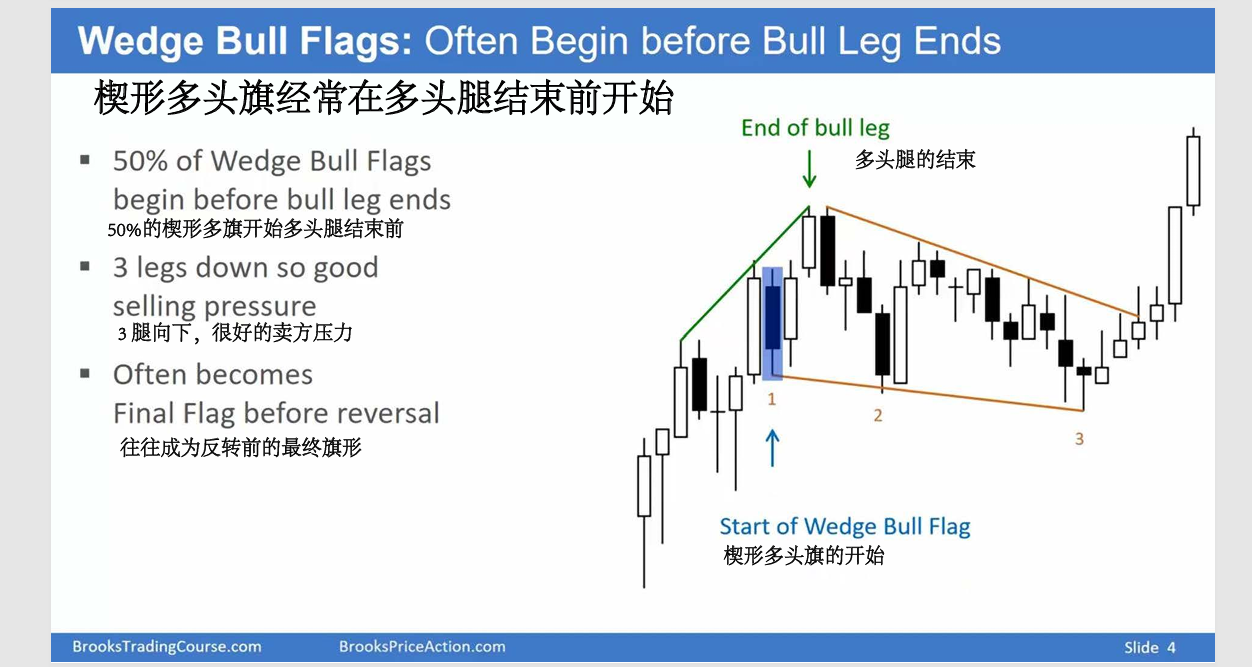 Wedge Bull Flags: Often Begin before Bull Leg Ends
楔形多头旗经常在多头腿结束前开始
▪ 50% of Wedge Bull Flags
begin before bull leg ends
50%的楔形多旗开始多头腿结束前
▪ 3 legs down so good
selling pressure
3 腿向下，很好的卖方压力
▪ Often becomes
Final Flag before reversal
往往成为反转前的最终旗形
End of bull leg
多头腿的结束
1
2
3
Start of Wedge Bull Flag
楔形多头旗的开始
BrooksTradingCourse.com
BrooksPriceAction.com
Slide 4